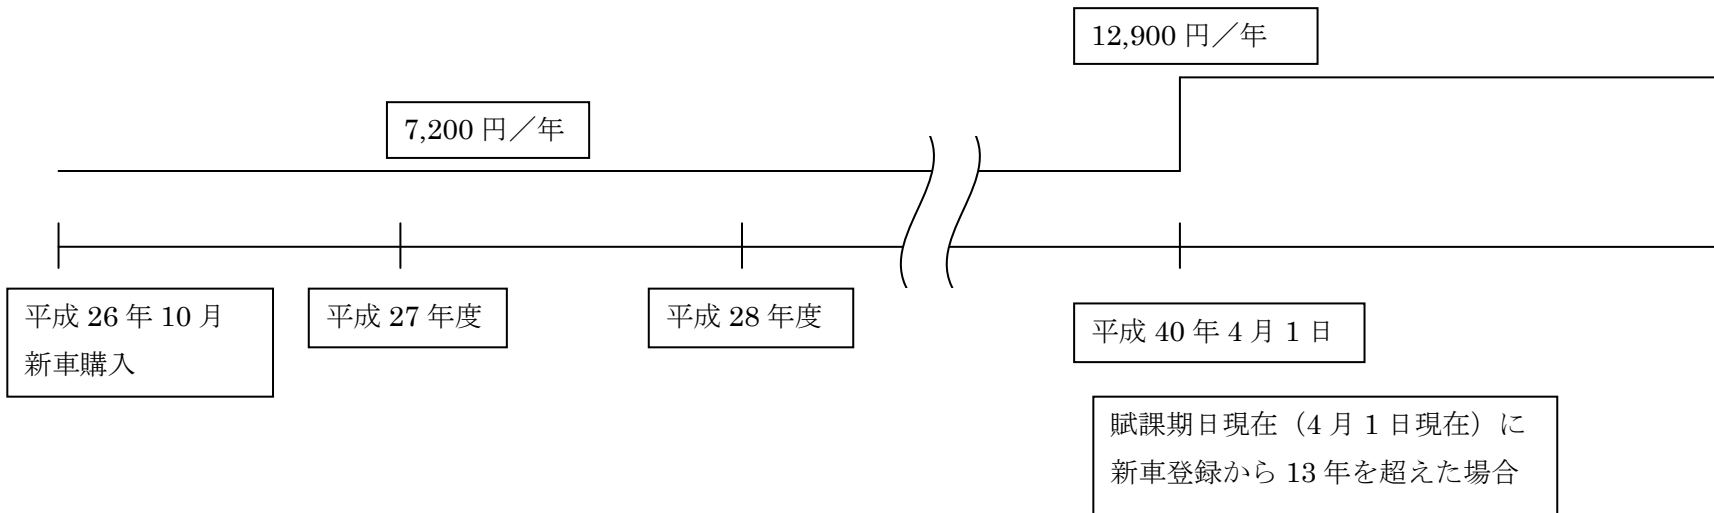 12,900 円／年
7,200 円／年
平成 26 年 10 月
新車購入
平成 27 年度
平成 28 年度
平成 40 年 4 月 1 日
賦課期日現在（4 月 1 日現在）に
新車登録から 13 年を超えた場合